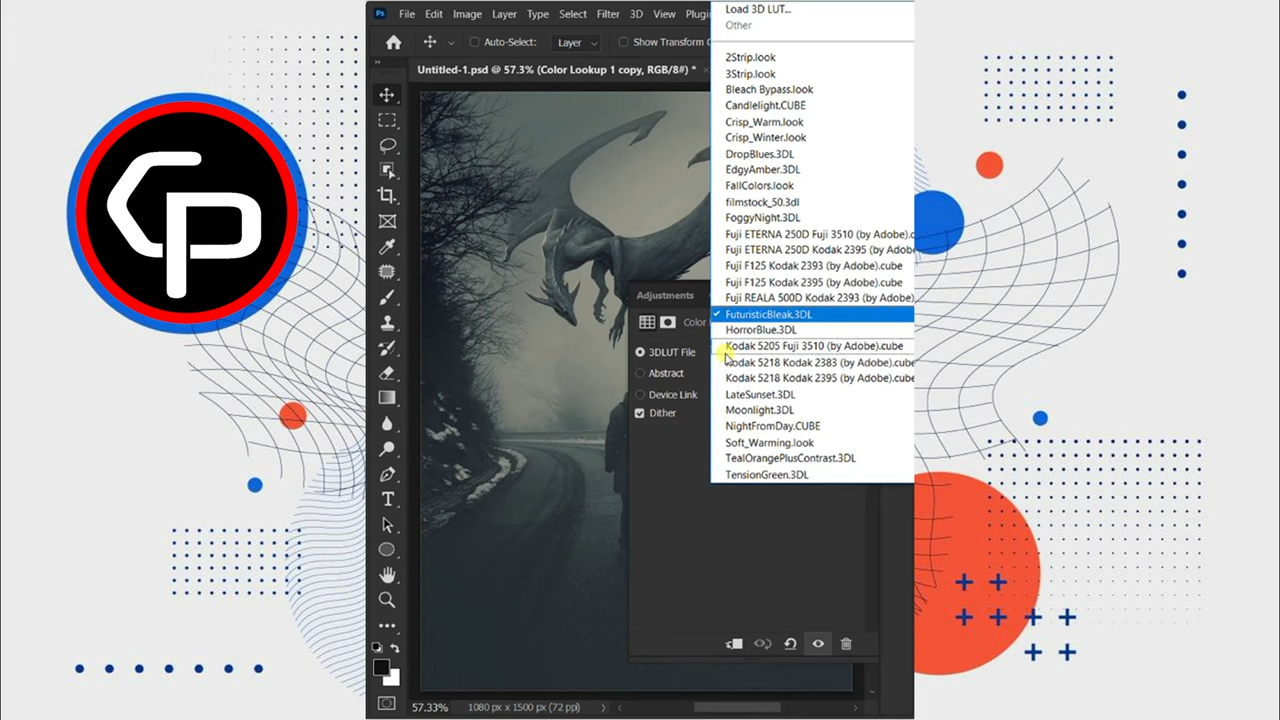 CP
Ps File Edit Image Layer Type Select Filter 3D View Plugin
Auto-Select: Layer Show Transform C
Untitled-1.psd @ 57.3% (Color Lookup 1 copy, RGB/8#) *
Load 3D LUT...
Other
2Strip.look
3Strip.look
Bleach Bypass.look
Candlelight.CUBE
Crisp_Warm.look
Crisp_Winter.look
DropBlues.3DL
EdgyAmber.3DL
FallColors.look
filmstock_50.3dl
FoggyNight.3DL
Fuji ETERNA 250D Fuji 3510 (by Adobe).c
Fuji ETERNA 250D Kodak 2395 (by Adobe
Fuji F125 Kodak 2393 (by Adobe).cube
Fuji F125 Kodak 2395 (by Adobe).cube
Fuji REALA 500D Kodak 2393 (by Adobe)
FuturisticBleak.3DL
HorrorBlue.3DL
Kodak 5205 Fuji 3510 (by Adobe).cube
Kodak 5218 Kodak 2383 (by Adobe).cube
Kodak 5218 Kodak 2395 (by Adobe).cube
LateSunset.3DL
Moonlight.3DL
NightFromDay.CUBE
Soft_Warming.look
TealOrangePlusContrast.3DL
TensionGreen.3DL
Adjustments
Color
3DLUT File
Abstract
Device Link
Dither
57.33% 1080 px x 1500 px (72 ppi)